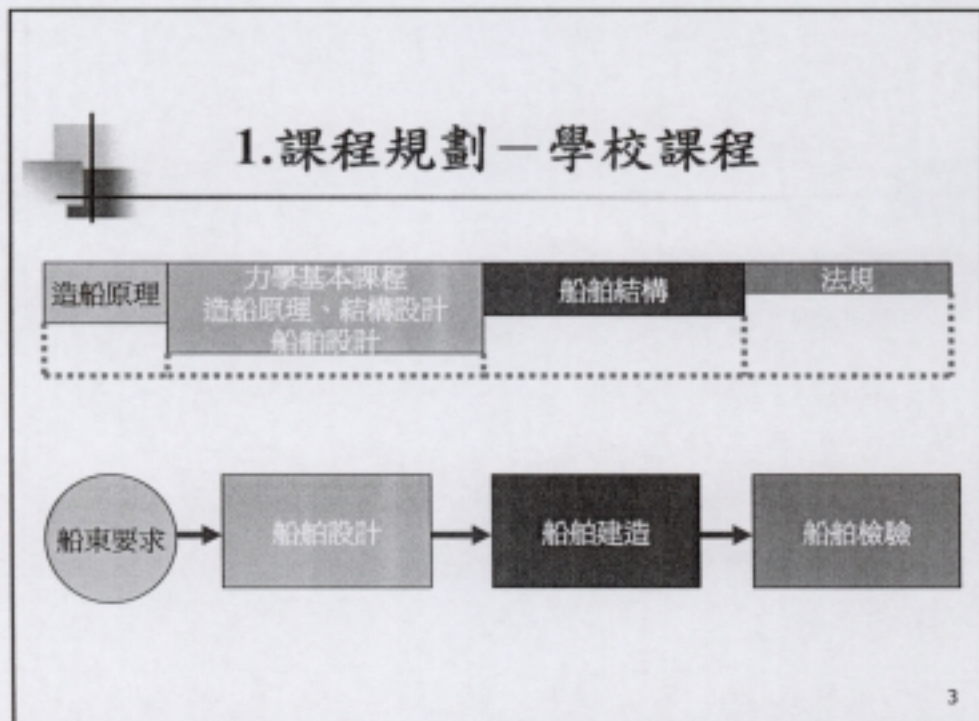 1.課程規劃－學校課程
造船原理
力學基本課程
造船原理、結構設計
船舶設計
船舶結構
法規
船東要求
船舶設計
船舶建造
船舶檢驗
3